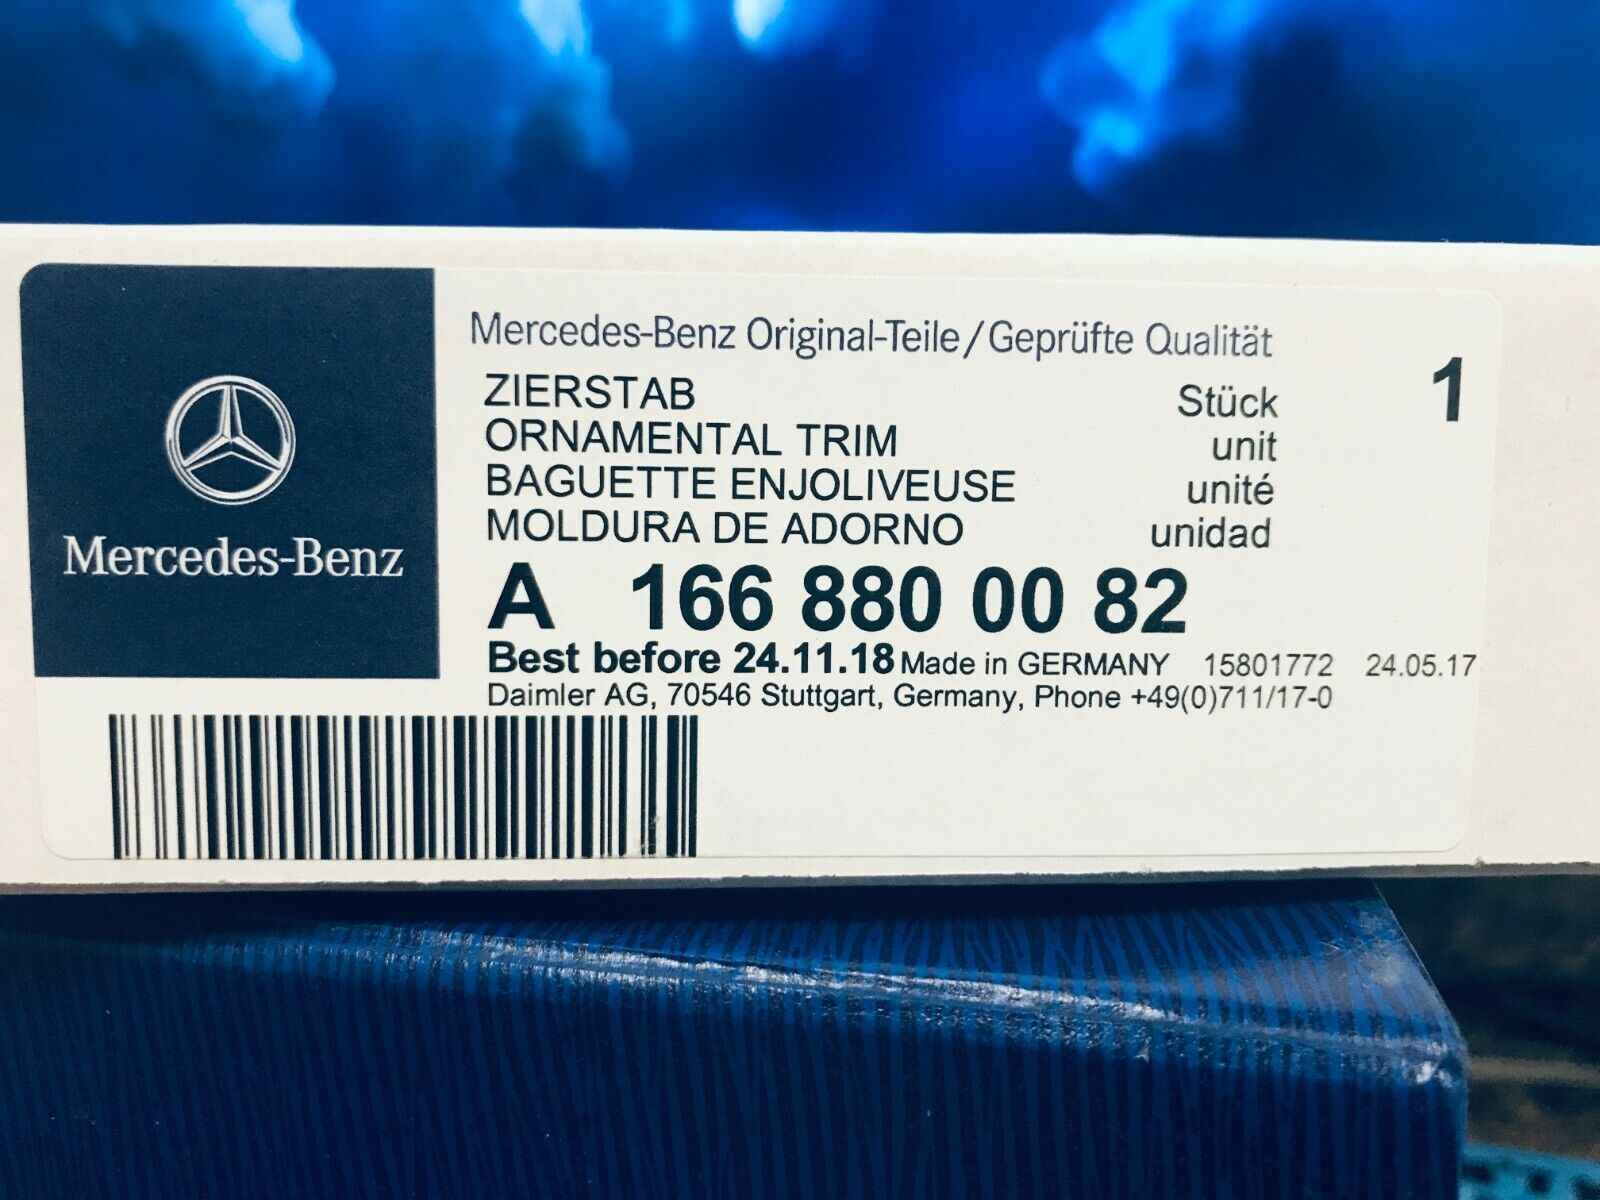 Mercedes-Benz
Mercedes-Benz Original-Teile/Geprüfte Qualität
ZIERSTAB Stück 1
ORNAMENTAL TRIM unit
BAGUETTE ENJOLIVEUSE unité
MOLDURA DE ADORNO unidad
A 166 880 00 82
Best before 24.11.18 Made in GERMANY 15801772 24.05.17
Daimler AG, 70546 Stuttgart, Germany, Phone +49(0)711/17-0